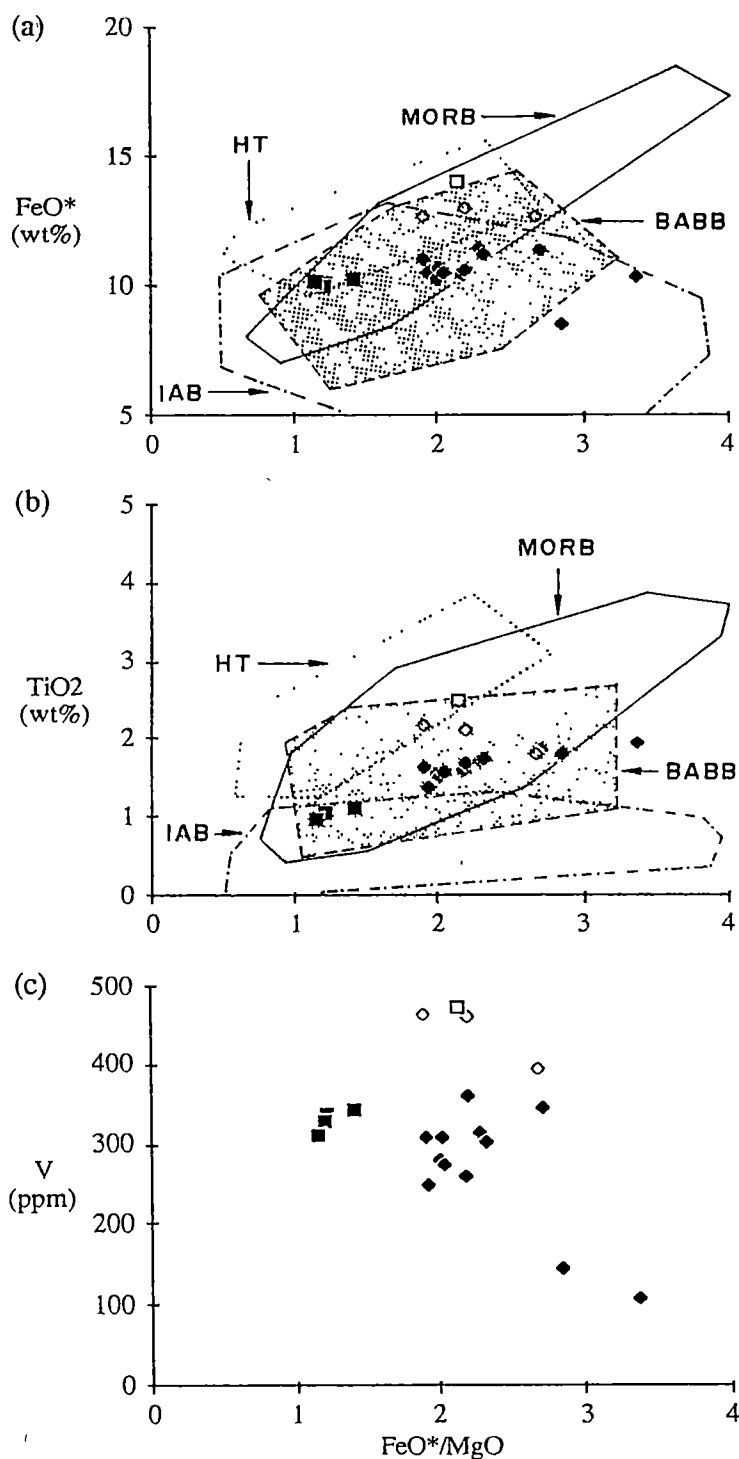 (a)
20
15
10
5
FeO*
(wt%)
HT
MORB
BABB
IAB
0 1 2 3 4
(b)
5
4
3
2
1
0
TiO2
(wt%)
MORB
HT
BABB
IAB
0 1 2 3 4
(c)
500
400
300
200
100
0
V
(ppm)
0 1 2 3 4
FeO*/MgO